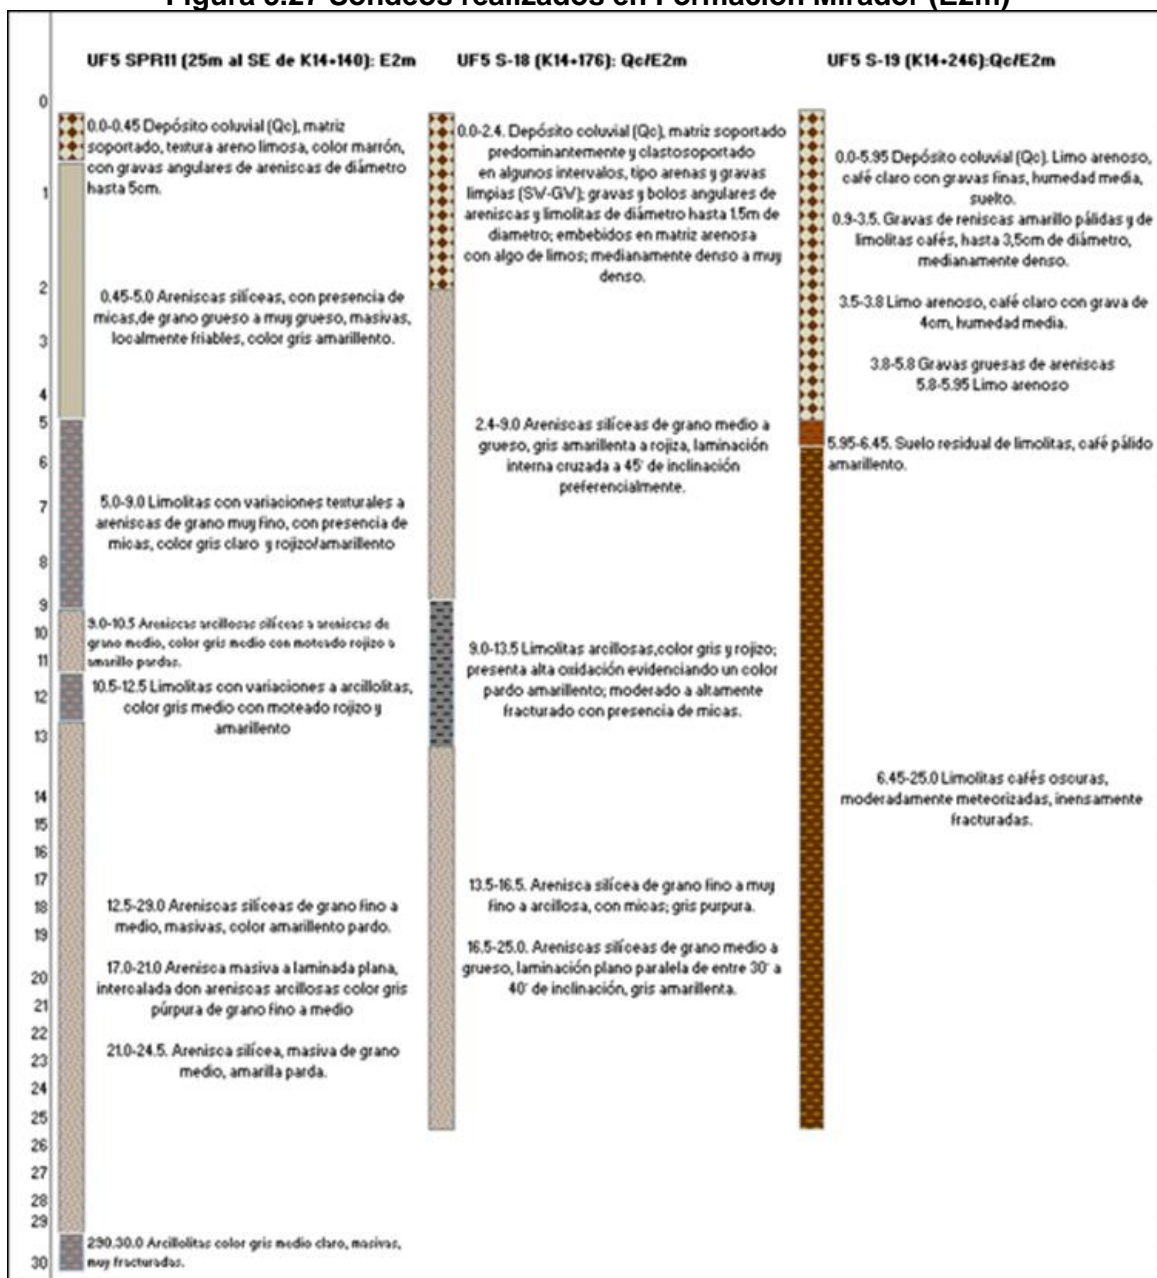 Figura 3.27 Sondeos realizados en Formación Mirador (E2m)
UF5 SPR11 (25m al SE de K14+140): E2m
0.0-0.45 Depósito coluvial (Qc), matriz
soportado, textura areno limosa, color marrón,
con gravas angulares de areniscas de diámetro
hasta 5cm.
0.45-5.0 Areniscas silíceas, con presencia de
micas,de grano grueso a muy grueso, masivas,
localmente friables, color gris amarillento.
5.0-9.0 Limolitas con variaciones texturales a
areniscas de grano muy fino, con presencia de
micas, color gris claro y rojizo/amarillento
9.0-10.5 Areniscas arcillosas silíceas a areniscas de
grano medio, color gris medio con moteado rojizo a
amarillo pardas.
10.5-12.5 Limolitas con variaciones a arcillolitas,
color gris medio con moteado rojizo y
amarillento
12.5-29.0 Areniscas silíceas de grano fino a
medio, masivas, color amarillento pardo.
17.0-21.0 Arenisca masiva a laminada plana,
intercalada don areniscas arcillosas color gris
púrpura de grano fino a medio
21.0-24.5. Arenisca silícea, masiva de grano
medio, amarilla parda.
290.30.0 Arcillolitas color gris medio claro, masivas,
muy fracturadas.
UF5 S-18 (K14+176): Qc/E2m
0.0-2.4. Depósito coluvial (Qc), matriz soportado
predominantemente y clastosoportado
en algunos intervalos, tipo arenas y gravas
limpias (SW-GW); gravas y bolos angulares de
areniscas y limolitas de diámetro hasta 1.5m de
diametro; embebidos en matriz arenosa
con algo de limos; medianamente denso a muy
denso.
2.4-9.0 Areniscas silíceas de grano medio a
grueso, gris amarillenta a rojiza, laminación
interna cruzada a 45° de inclinación
preferencialmente.
9.0-13.5 Limolitas arcillosas,color gris y rojizo;
presenta alta oxidación evidenciando un color
pardo amarillento; moderado a altamente
fracturado con presencia de micas.
13.5-16.5. Arenisca silícea de grano fino a muy
fino a arcillosa, con micas; gris purpura.
16.5-25.0. Areniscas silíceas de grano medio a
grueso, laminación plano paralela de entre 30° a
40° de inclinación, gris amarillenta.
UF5 S-19 (K14+246):Qc/E2m
0.0-5.95 Depósito coluvial (Qc). Limo arenoso,
café claro con gravas finas, humedad media,
suelto.
0.9-3.5. Gravas de reniscas amarillo pálidas y de
limolitas cafés, hasta 3,5cm de diámetro,
medianamente denso.
3.5-3.8 Limo arenoso, café claro con grava de
4cm, humedad media.
3.8-5.8 Gravas gruesas de areniscas
5.8-5.95 Limo arenoso
5.95-6.45. Suelo residual de limolitas, café pálido
amarillento.
6.45-25.0 Limolitas cafés oscuras,
moderadamente meteorizadas, inensamente
fracturadas.
0
1
2
3
4
5
6
7
8
9
10
11
12
13
14
15
16
17
18
19
20
21
22
23
24
25
26
27
28
29
30